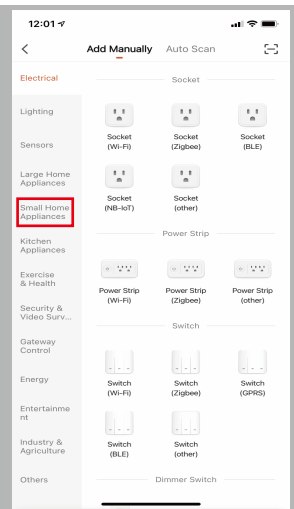 12:01
Add Manually Auto Scan
Electrical
Lighting
Sensors
Large Home
Appliances
Small Home
Appliances
Kitchen
Appliances
Exercise
& Health
Security &
Video Surv...
Gateway
Control
Energy
Entertainme
nt
Industry &
Agriculture
Others
Socket
Socket
(Wi-Fi)
Socket
(Zigbee)
Socket
(BLE)
Socket
(NB-IoT)
Socket
(other)
Power Strip
Power Strip
(Wi-Fi)
Power Strip
(Zigbee)
Power Strip
(other)
Switch
Switch
(Wi-Fi)
Switch
(Zigbee)
Switch
(GPRS)
Switch
(BLE)
Switch
(other)
Dimmer Switch